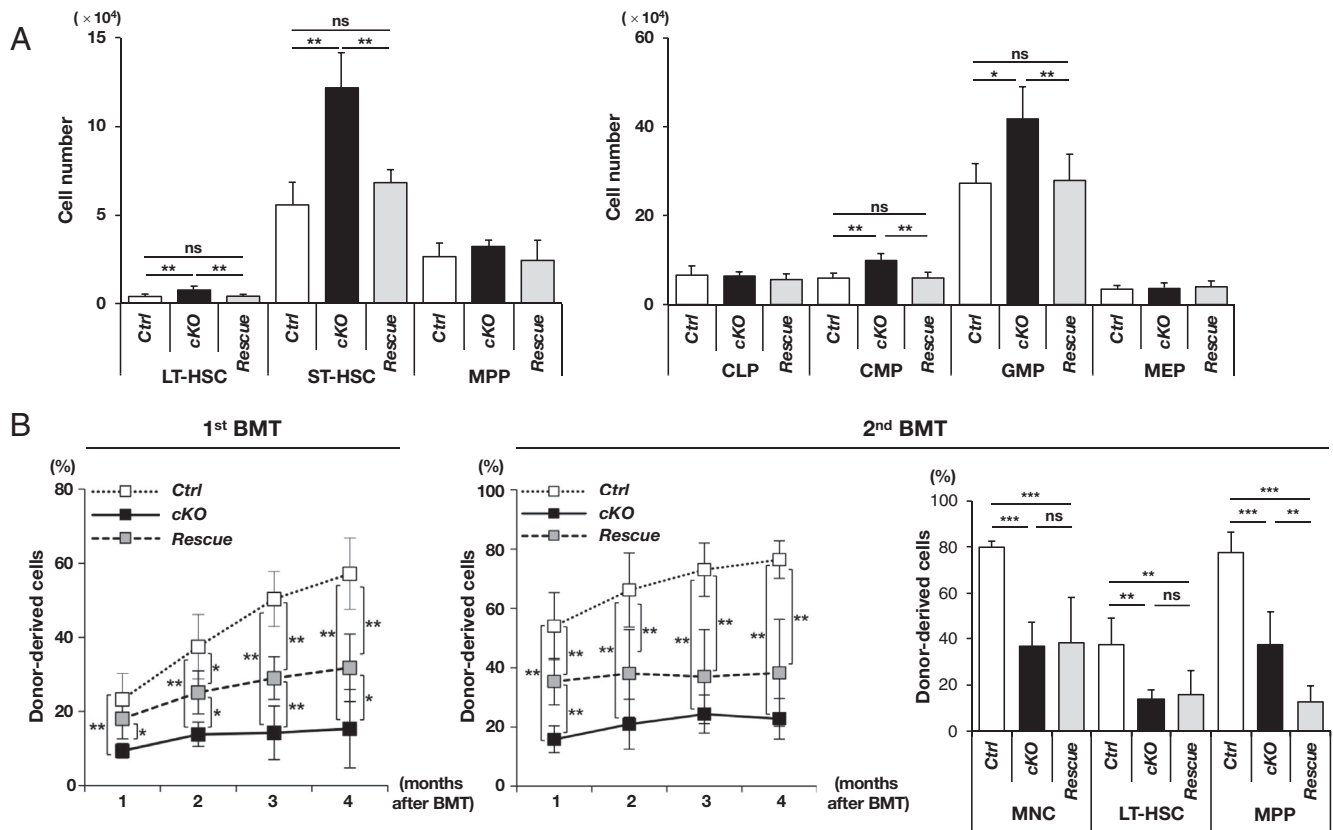 A
( × 10⁴)
Cell number
15
10
5
0
ns
** **
ns
** **
Ctrl cKO Rescue Ctrl cKO Rescue Ctrl cKO Rescue
LT-HSC ST-HSC MPP
( × 10⁴)
Cell number
60
40
20
0
ns
** **
ns
* **
Ctrl cKO Rescue Ctrl cKO Rescue Ctrl cKO Rescue Ctrl cKO Rescue
CLP CMP GMP MEP
B
1st BMT
(%)
Donor-derived cells
80
60
40
20
0
Ctrl
cKO
Rescue
** *
** * *
** ** **
** ** *
1 2 3 4
(months
after BMT)
2nd BMT
(%)
Donor-derived cells
100
80
60
40
20
0
Ctrl
cKO
Rescue
** ** **
** **
** **
** **
1 2 3 4
(months
after BMT)
(%)
Donor-derived cells
100
80
60
40
20
0
***
*** ns
**
** ns
***
*** **
Ctrl cKO Rescue Ctrl cKO Rescue Ctrl cKO Rescue
MNC LT-HSC MPP